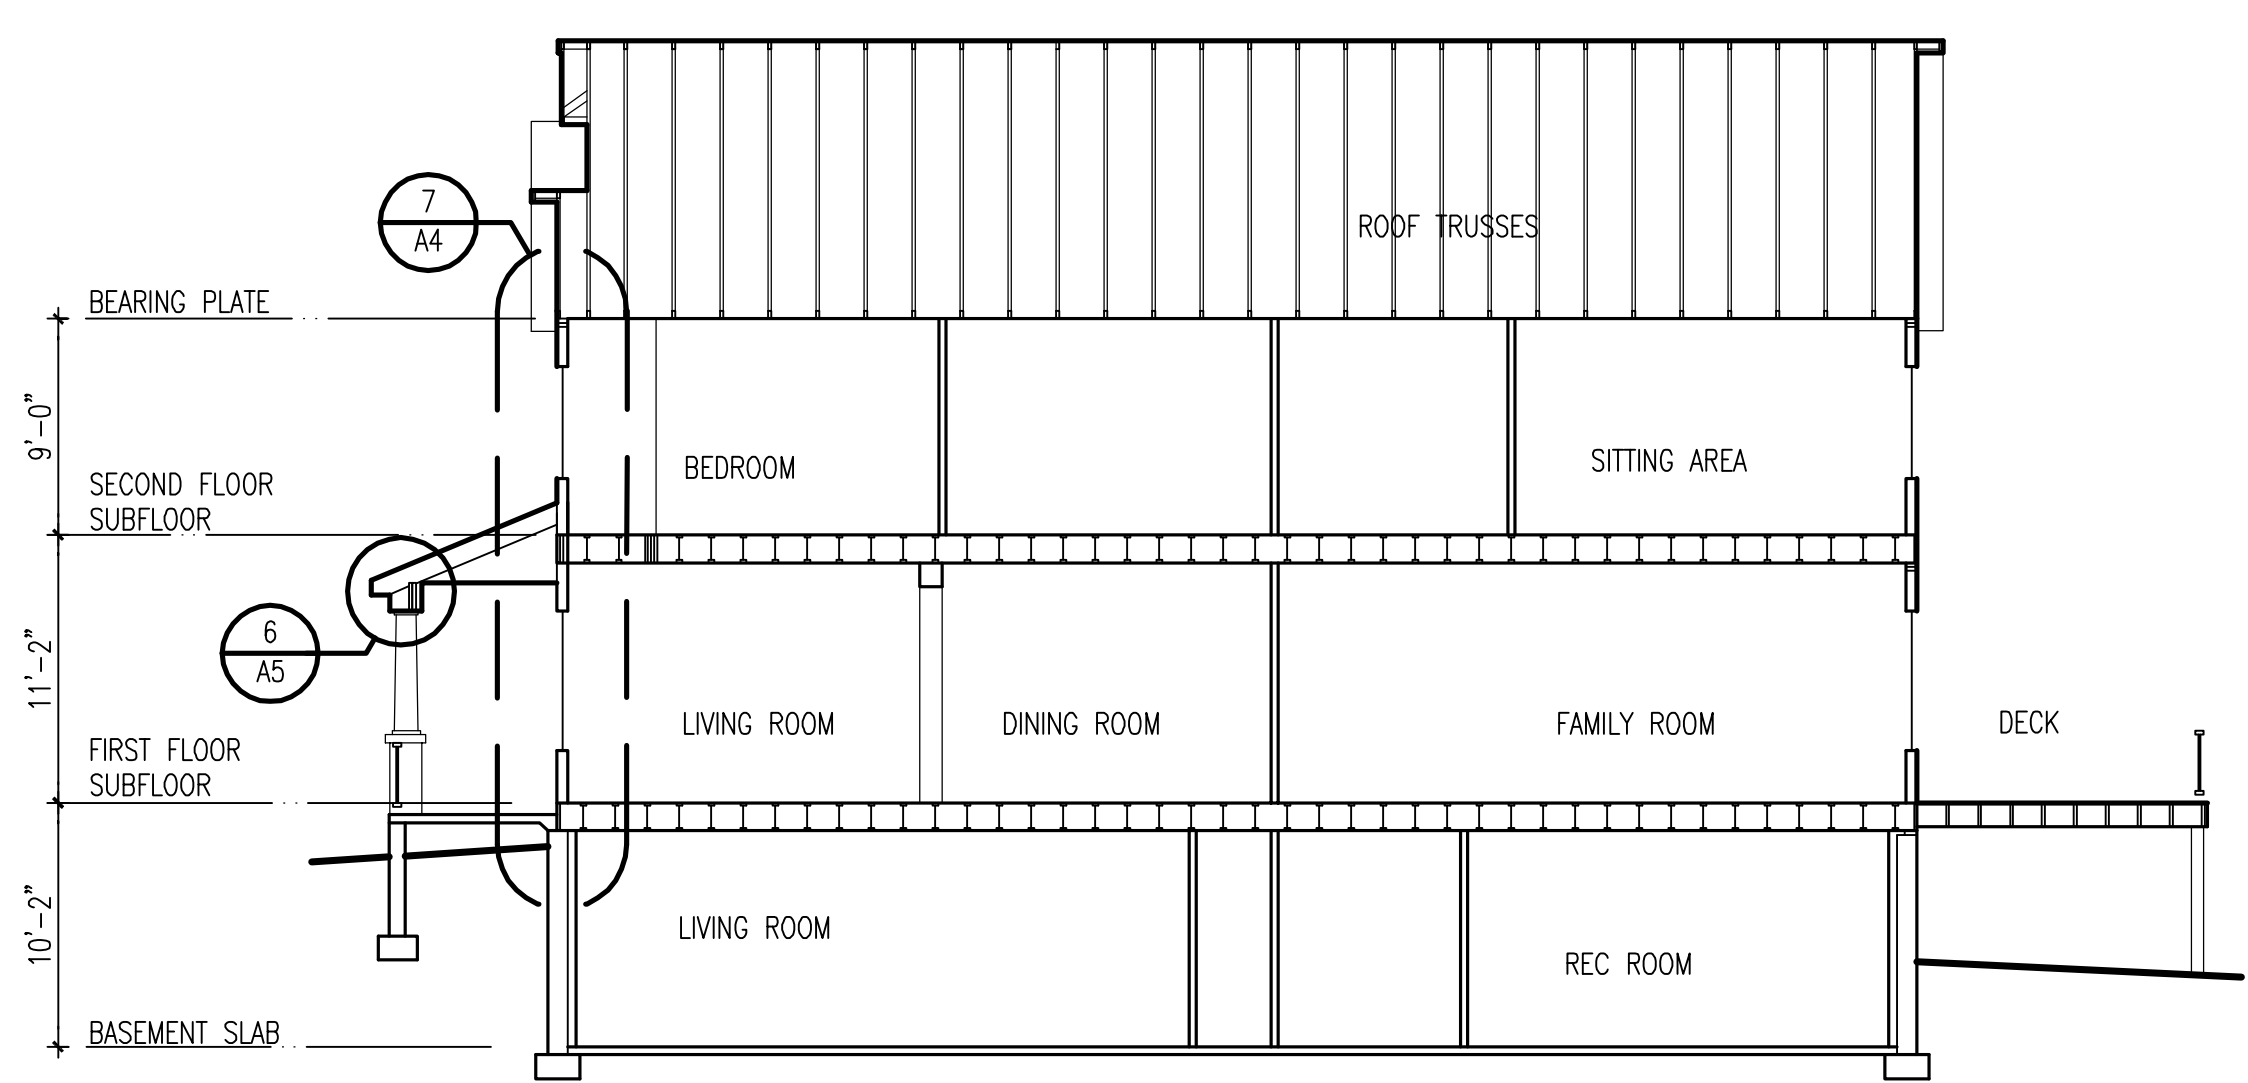 7
A4
ROOF TRUSSES
BEARING PLATE
9'-0"
BEDROOM
SITTING AREA
SECOND FLOOR
SUBFLOOR
6
A5
11'-2"
LIVING ROOM
DINING ROOM
FAMILY ROOM
DECK
FIRST FLOOR
SUBFLOOR
10'-2"
LIVING ROOM
REC ROOM
BASEMENT SLAB